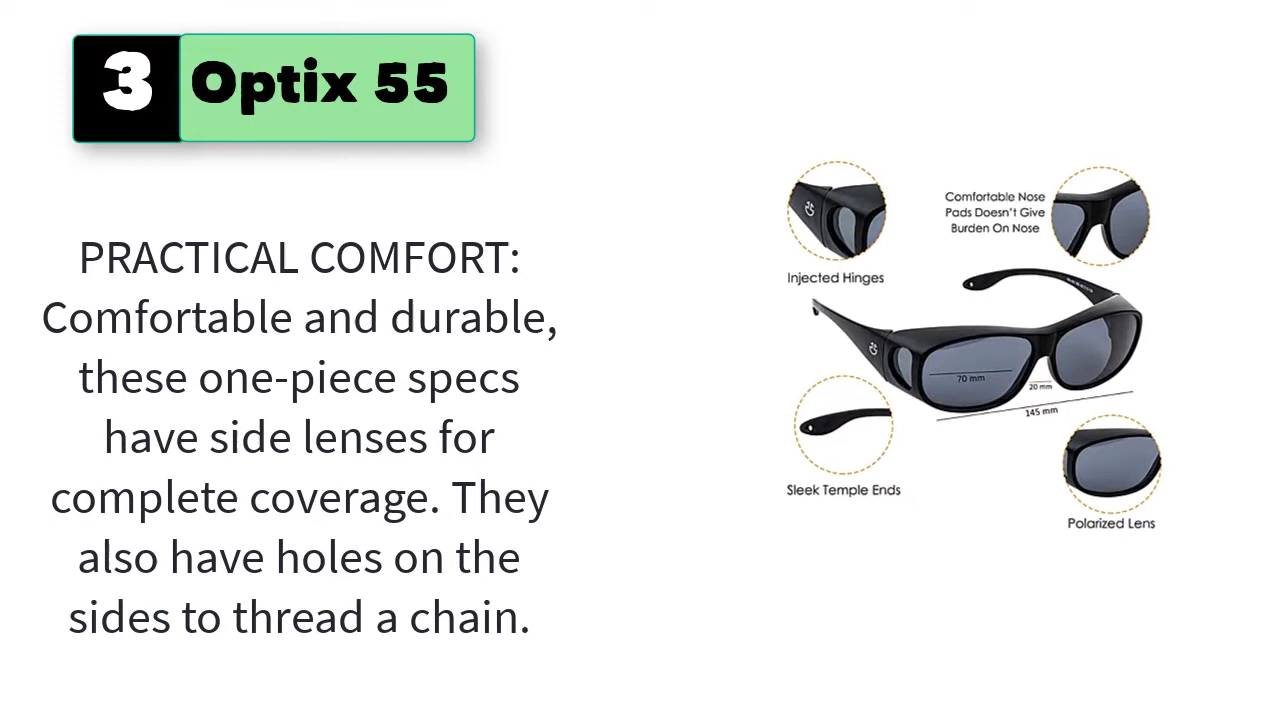 3 Optix 55
PRACTICAL COMFORT:
Comfortable and durable,
these one-piece specs
have side lenses for
complete coverage. They
also have holes on the
sides to thread a chain.
Injected Hinges
Comfortable Nose
Pads Doesn't Give
Burden On Nose
70 mm
20 mm
145 mm
Sleek Temple Ends
Polarized Lens